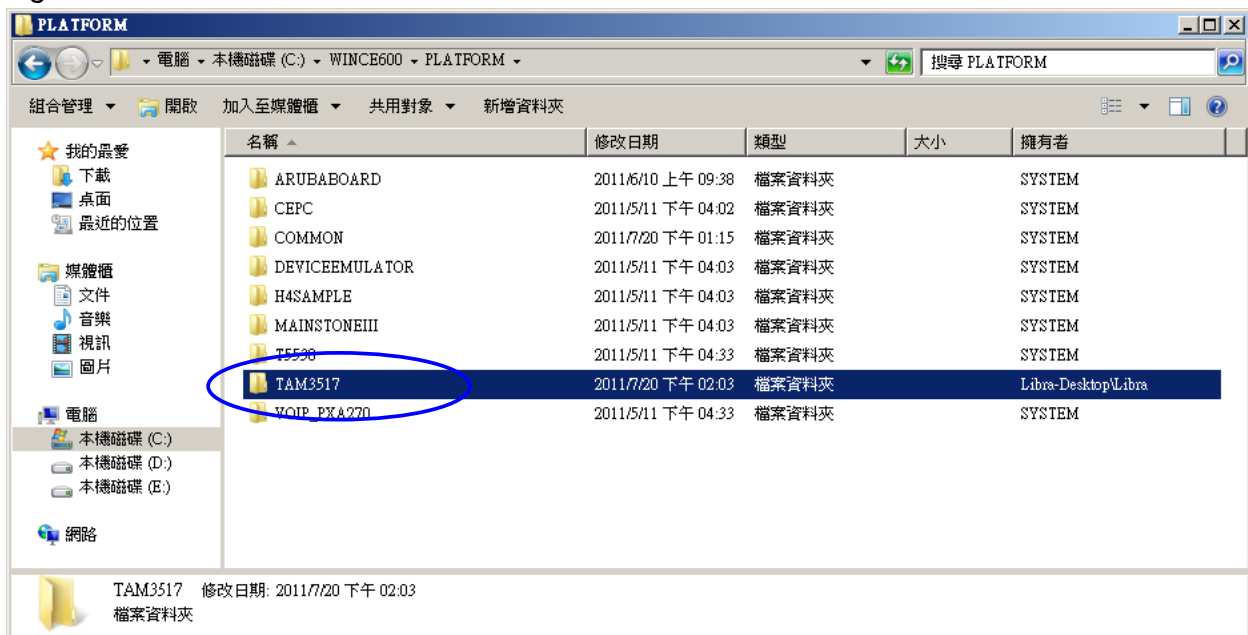 PLATFORM
電腦 本機磁碟 (C:) WINCE600 PLATFORM 搜尋 PLATFORM
組合管理 開啟 加入至媒體櫃 共用對象 新增資料夾
我的最愛
下載
桌面
最近的位置
媒體櫃
文件
音樂
視訊
圖片
電腦
本機磁碟 (C:)
本機磁碟 (D:)
本機磁碟 (E:)
網路
名稱 修改日期 類型 大小 擁有者
ARUBABOARD 2011/6/10 上午 09:38 檔案資料夾 SYSTEM
CEPC 2011/5/11 下午 04:02 檔案資料夾 SYSTEM
COMMON 2011/7/20 下午 01:15 檔案資料夾 SYSTEM
DEVICEEMULATOR 2011/5/11 下午 04:03 檔案資料夾 SYSTEM
H4SAMPLE 2011/5/11 下午 04:03 檔案資料夾 SYSTEM
MAINSTONEIII 2011/5/11 下午 04:03 檔案資料夾 SYSTEM
T5538 2011/5/11 下午 04:33 檔案資料夾 SYSTEM
TAM3517 2011/7/20 下午 02:03 檔案資料夾 Libra-Desktop\Libra
VOIP_PXA270 2011/5/11 下午 04:33 檔案資料夾 SYSTEM
TAM3517 修改日期: 2011/7/20 下午 02:03
檔案資料夾